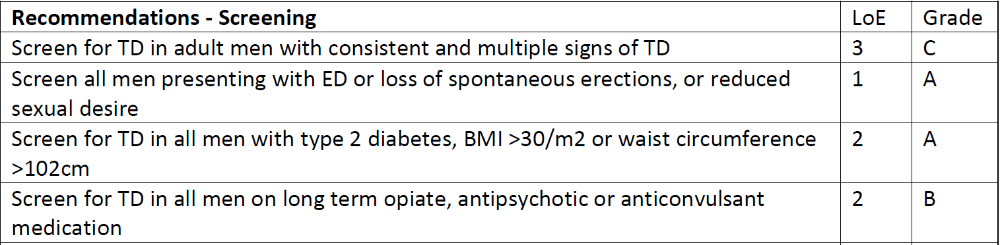 Recommendations - Screening LoE Grade
Screen for TD in adult men with consistent and multiple signs of TD 3 C
Screen all men presenting with ED or loss of spontaneous erections, or reduced 1 A
sexual desire
Screen for TD in all men with type 2 diabetes, BMI >30/m2 or waist circumference 2 A
>102cm
Screen for TD in all men on long term opiate, antipsychotic or anticonvulsant 2 B
medication